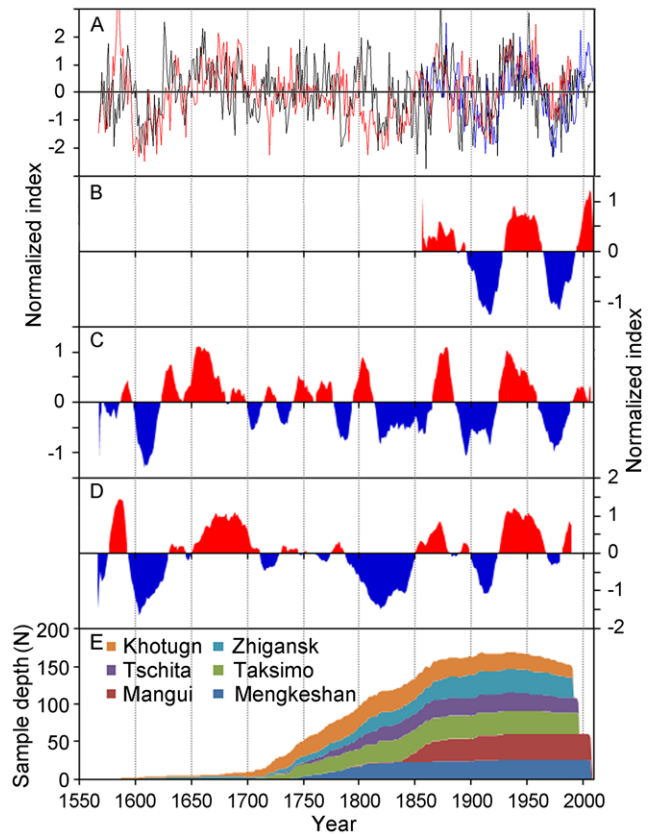 A
2
1
0
-1
-2
Normalized index
B
1
0
-1
C
1
0
-1
Normalized index
D
2
1
0
-1
-2
E
200
150
100
50
0
Sample depth (N)
Khotugn Zhigansk
Tschita Taksimo
Mangui Mengkeshan
1550 1600 1650 1700 1750 1800 1850 1900 1950 2000
Year